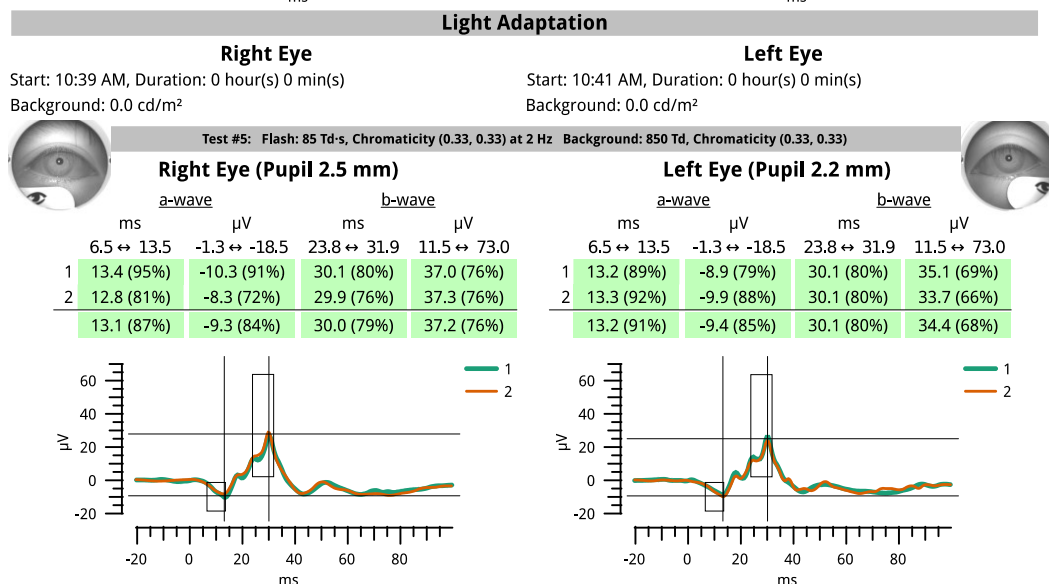 ms ms
Light Adaptation
Right Eye Left Eye
Start: 10:39 AM, Duration: 0 hour(s) 0 min(s) Start: 10:41 AM, Duration: 0 hour(s) 0 min(s)
Background: 0.0 cd/m² Background: 0.0 cd/m²
Test #5: Flash: 85 Td·s, Chromaticity (0.33, 0.33) at 2 Hz Background: 850 Td, Chromaticity (0.33, 0.33)
Right Eye (Pupil 2.5 mm) Left Eye (Pupil 2.2 mm)
a-wave b-wave a-wave b-wave
ms µV ms µV ms µV ms µV
6.5 ↔ 13.5 -1.3 ↔ -18.5 23.8 ↔ 31.9 11.5 ↔ 73.0 6.5 ↔ 13.5 -1.3 ↔ -18.5 23.8 ↔ 31.9 11.5 ↔ 73.0
1 13.4 (95%) -10.3 (91%) 30.1 (80%) 37.0 (76%) 1 13.2 (89%) -8.9 (79%) 30.1 (80%) 35.1 (69%)
2 12.8 (81%) -8.3 (72%) 29.9 (76%) 37.3 (76%) 2 13.3 (92%) -9.9 (88%) 30.1 (80%) 33.7 (66%)
13.1 (87%) -9.3 (84%) 30.0 (79%) 37.2 (76%) 13.2 (91%) -9.4 (85%) 30.1 (80%) 34.4 (68%)
1 1
60 60
2 2
40 40
µV 20 µV 20
0 0
-20 -20
-20 0 20 40 60 80 -20 0 20 40 60 80
ms ms